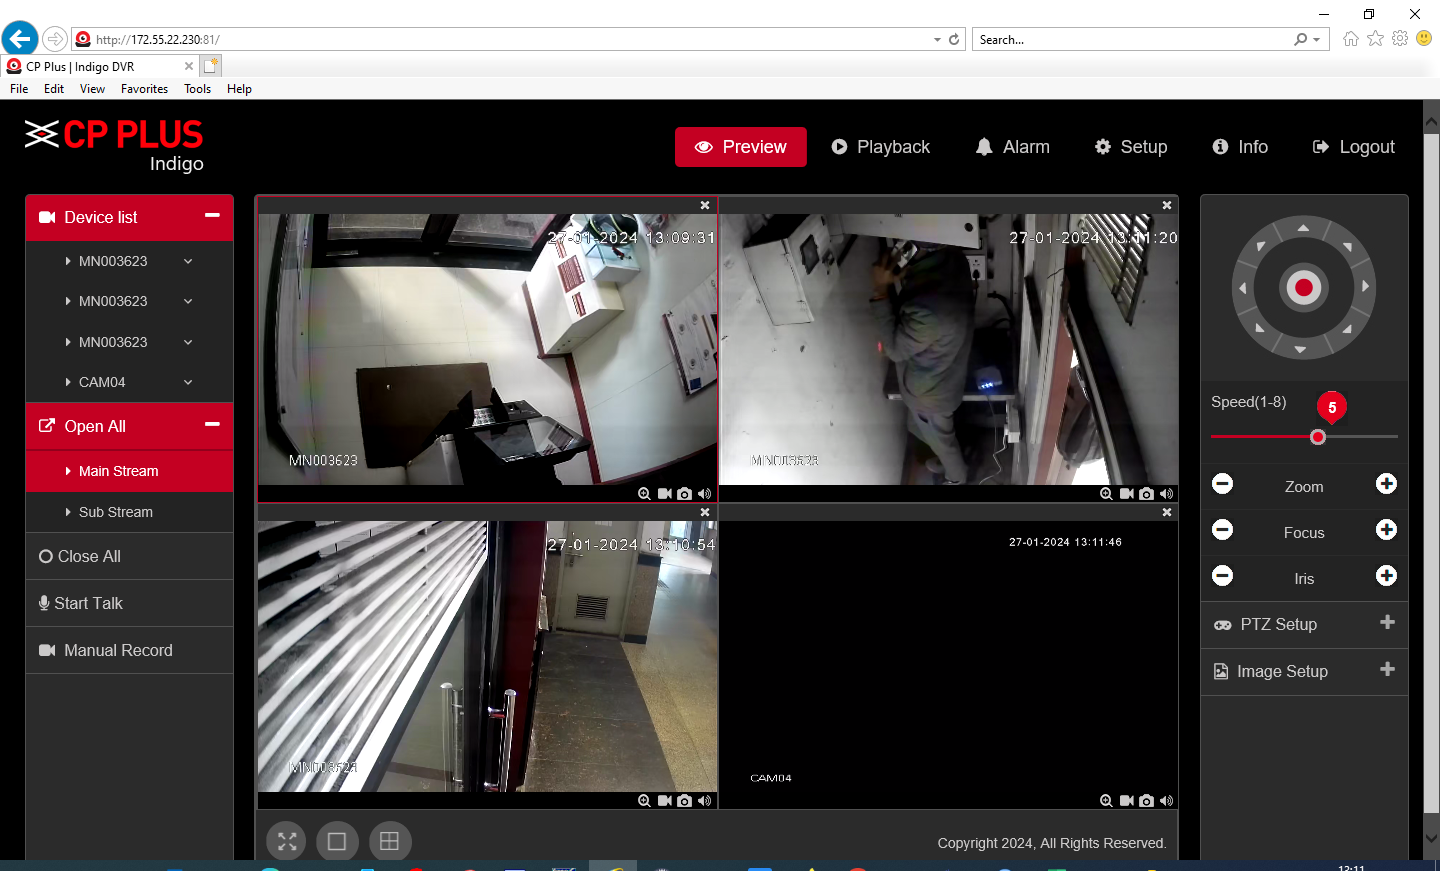 http://172.55.22.230:81/
Search...
CP Plus | Indigo DVR
File Edit View Favorites Tools Help
CP PLUS
Indigo
Preview Playback Alarm Setup Info Logout
Device list
MN003623
MN003623
MN003623
CAM04
Open All
Main Stream
Sub Stream
Close All
Start Talk
Manual Record
27-01-2024 13:09:31
MN003623
27-01-2024 13:11:20
MN003623
27-01-2024 13:10:54
MN003623
27-01-2024 13:11:46
CAM04
Copyright 2024, All Rights Reserved.
Speed(1-8)
5
Zoom
Focus
Iris
PTZ Setup
Image Setup
12:11